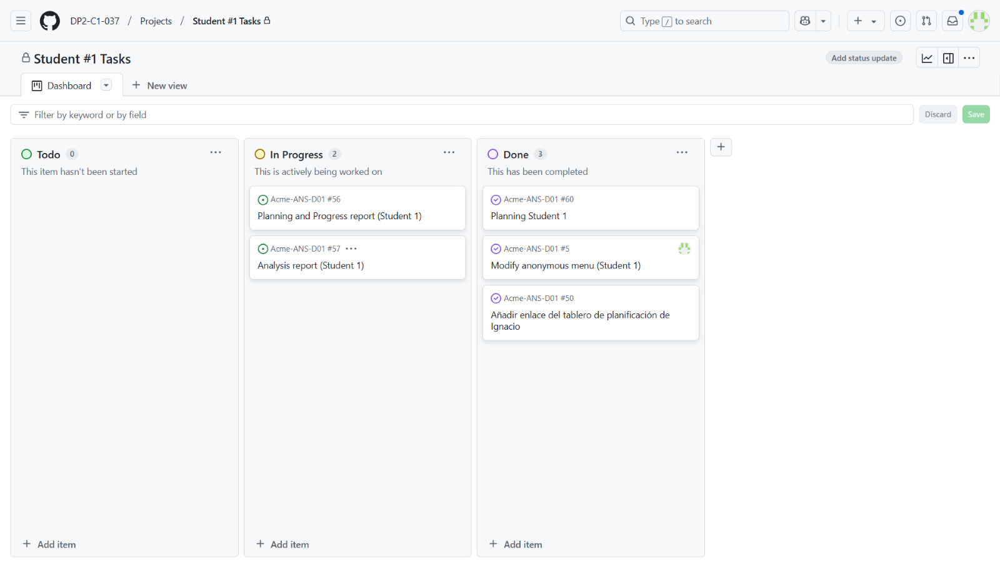 DP2-C1-037 / Projects / Student #1 Tasks
Type / to search
Student #1 Tasks
Add status update
Dashboard
New view
Filter by keyword or by field
Discard
Save
Todo 0
This item hasn't been started
Add item
In Progress 2
This is actively being worked on
Acme-ANS-D01 #56
Planning and Progress report (Student 1)
Acme-ANS-D01 #57
Analysis report (Student 1)
Add item
Done 3
This has been completed
Acme-ANS-D01 #60
Planning Student 1
Acme-ANS-D01 #5
Modify anonymous menu (Student 1)
Acme-ANS-D01 #50
Añadir enlace del tablero de planificación de
Ignacio
Add item